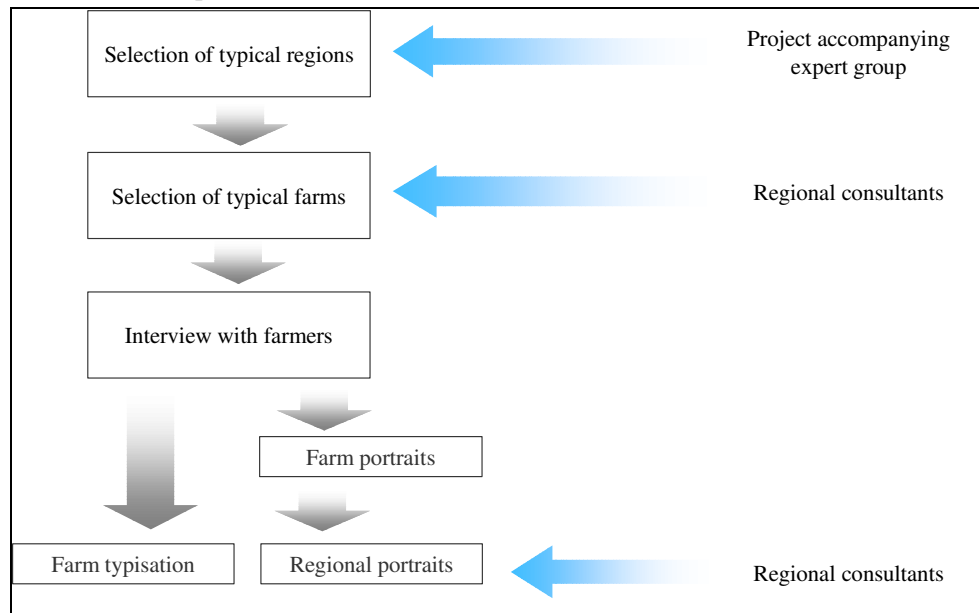 Selection of typical regions
Project accompanying
expert group
Selection of typical farms
Regional consultants
Interview with farmers
Farm portraits
Farm typisation
Regional portraits
Regional consultants